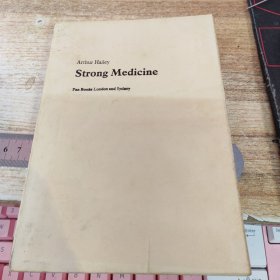 Arthur Hailey
Strong Medicine
Pan Books London and Sydney
6 7